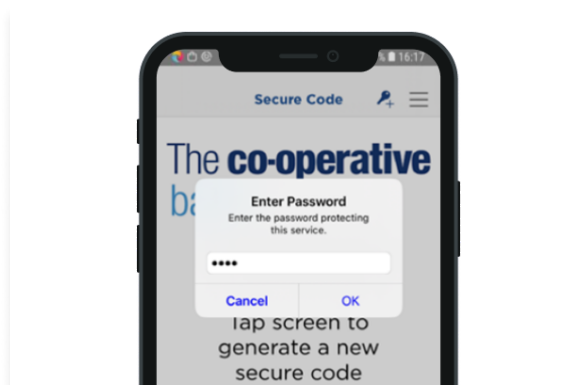 % 16:17
Secure Code
The co-operative
ba
Enter Password
Enter the password protecting
this service.
••••
Cancel
OK
Tap screen to
generate a new
secure code